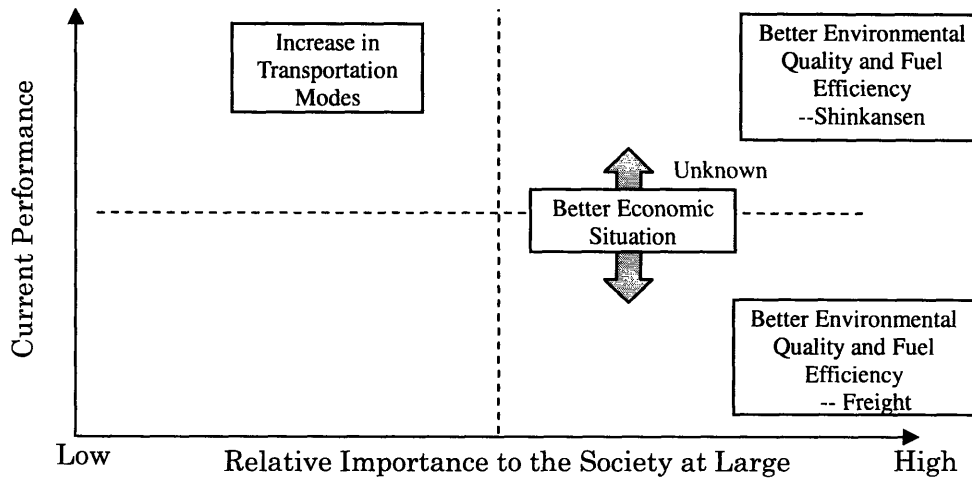 Increase in
Transportation
Modes
Better Environmental
Quality and Fuel
Efficiency
--Shinkansen
Unknown
Better Economic
Situation
Better Environmental
Quality and Fuel
Efficiency
-- Freight
Current Performance
Low
Relative Importance to the Society at Large
High